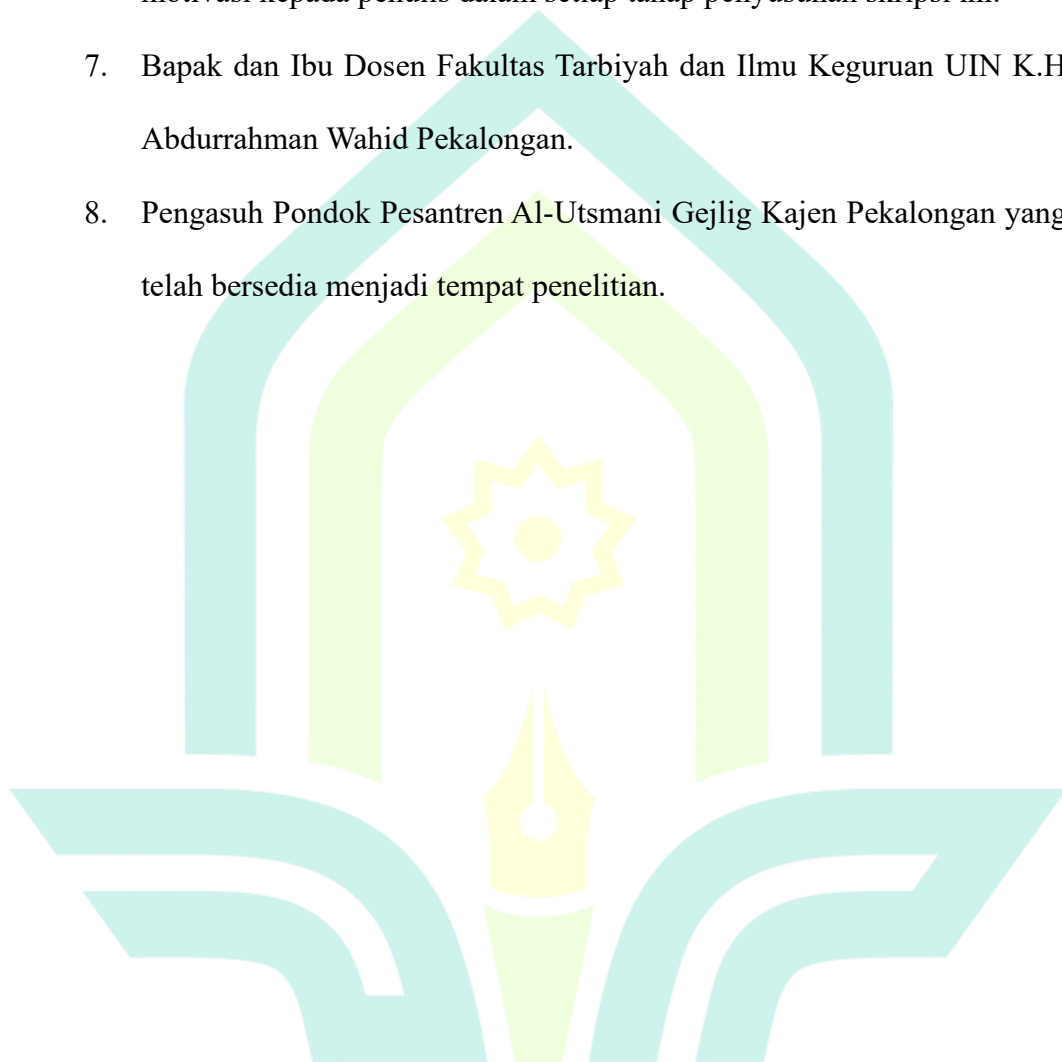 motivasi kepada penulis dalam setiap tahap penyusunan skripsi ini.
7. Bapak dan Ibu Dosen Fakultas Tarbiyah dan Ilmu Keguruan UIN K.H
Abdurrahman Wahid Pekalongan.
8. Pengasuh Pondok Pesantren Al-Utsmani Gejlig Kajen Pekalongan yang
telah bersedia menjadi tempat penelitian.